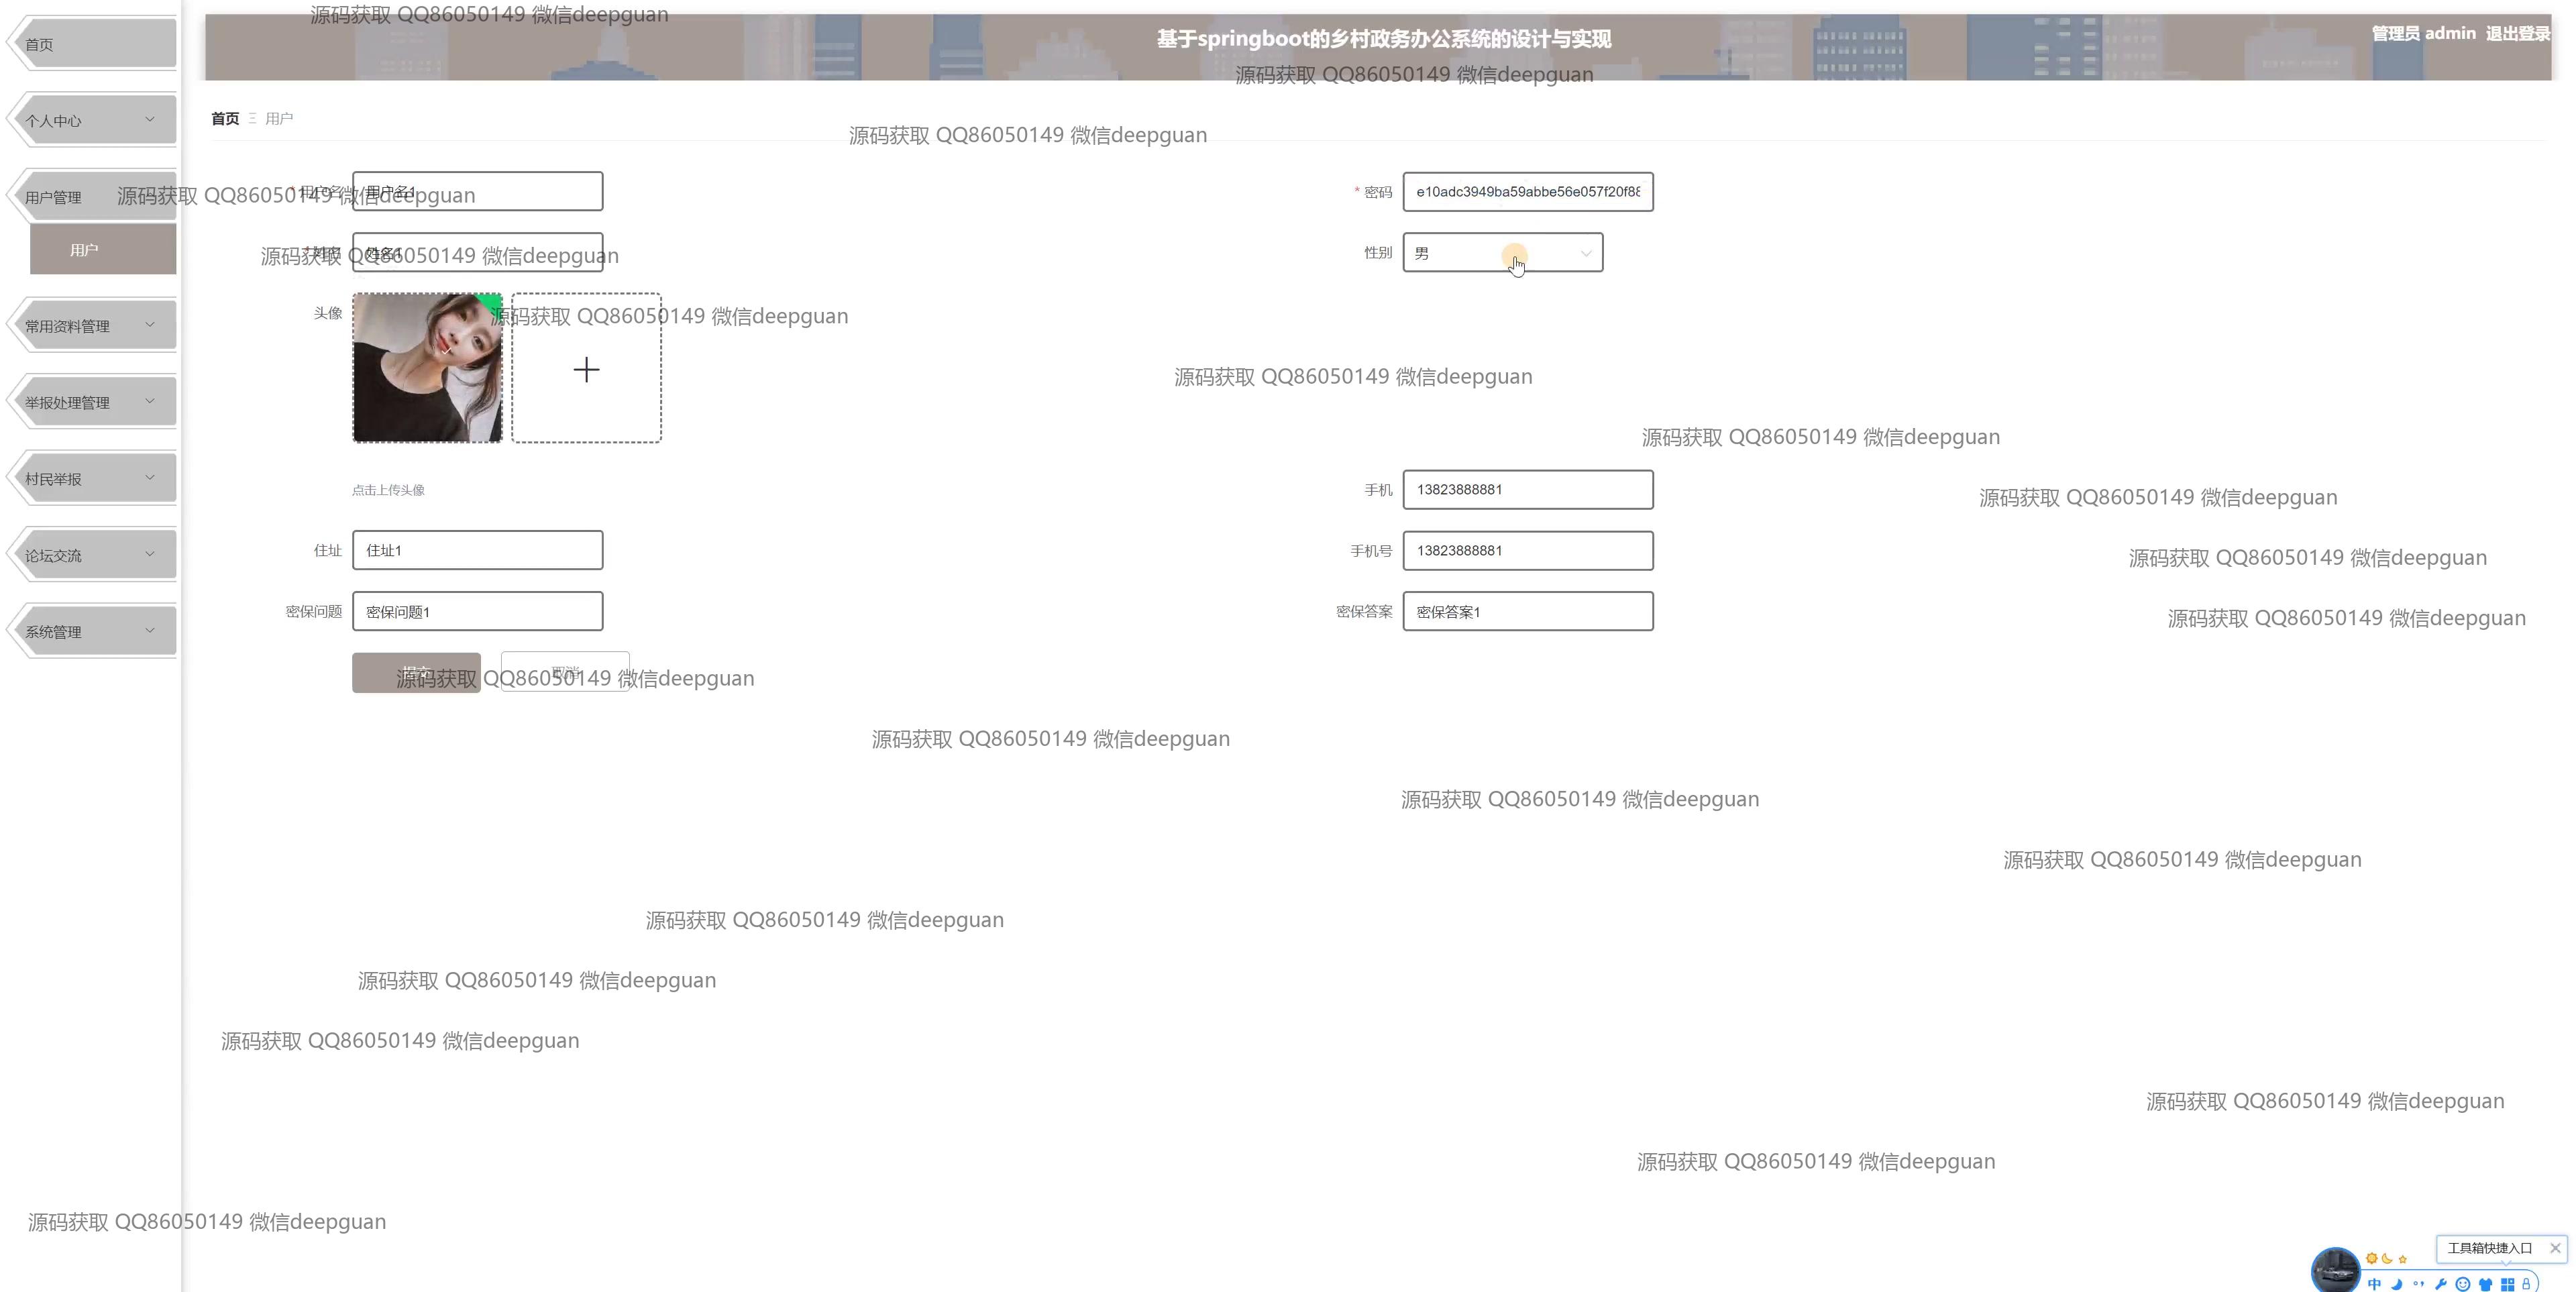 源码获取 QQ86050149 微信deepguan
首页
基于springboot的乡村政务办公系统的设计与实现
管理员 admin 退出登录
源码获取 QQ86050149 微信deepguan
个人中心
首页 用户
源码获取 QQ86050149 微信deepguan
用户管理
源码获取 QQ86050149 微信deepguan
* 用户名 用户名1
* 密码 e10adc3949ba59abbe56e057f20f88
用户
源码获取 QQ86050149 微信deepguan
姓名1
性别 男
头像
源码获取 QQ86050149 微信deepguan
常用资料管理
源码获取 QQ86050149 微信deepguan
举报处理管理
源码获取 QQ86050149 微信deepguan
村民举报
点击上传头像
手机 13823888881
源码获取 QQ86050149 微信deepguan
论坛交流
住址 住址1
手机号 13823888881
源码获取 QQ86050149 微信deepguan
密保问题 密保问题1
密保答案 密保答案1
源码获取 QQ86050149 微信deepguan
系统管理
提交 取消
源码获取 QQ86050149 微信deepguan
源码获取 QQ86050149 微信deepguan
源码获取 QQ86050149 微信deepguan
源码获取 QQ86050149 微信deepguan
源码获取 QQ86050149 微信deepguan
源码获取 QQ86050149 微信deepguan
源码获取 QQ86050149 微信deepguan
源码获取 QQ86050149 微信deepguan
源码获取 QQ86050149 微信deepguan
源码获取 QQ86050149 微信deepguan
工具箱快捷入口
中